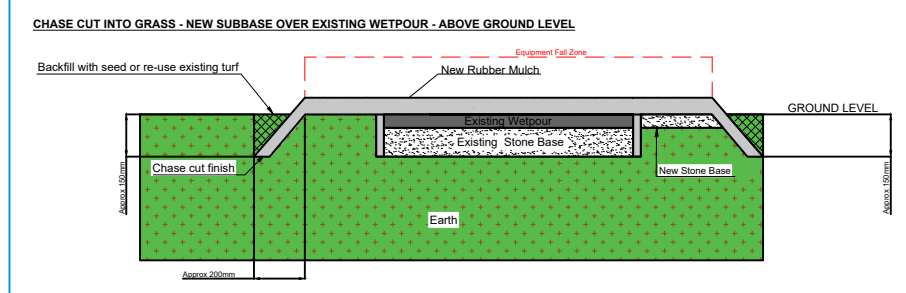 CHASE CUT INTO GRASS - NEW SUBBASE OVER EXISTING WETPOUR - ABOVE GROUND LEVEL
Equipment Fall Zone
Backfill with seed or re-use existing turf
New Rubber Mulch
GROUND LEVEL
Existing Wetpour
Existing Stone Base
Approx 150mm
Chase cut finish
New Stone Base
Approx 150mm
Earth
Approx 200mm